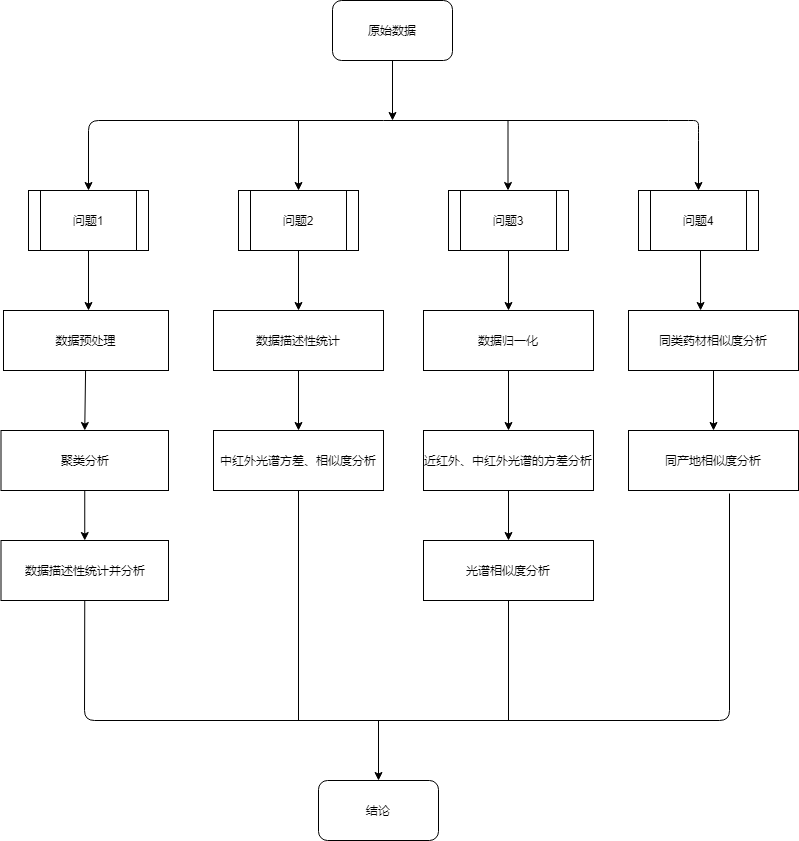 原始数据
问题1
问题2
问题3
问题4
数据预处理
数据描述性统计
数据归一化
同类药材相似度分析
聚类分析
中红外光谱方差、相似度分析
近红外、中红外光谱的方差分析
同产地相似度分析
数据描述性统计并分析
光谱相似度分析
结论